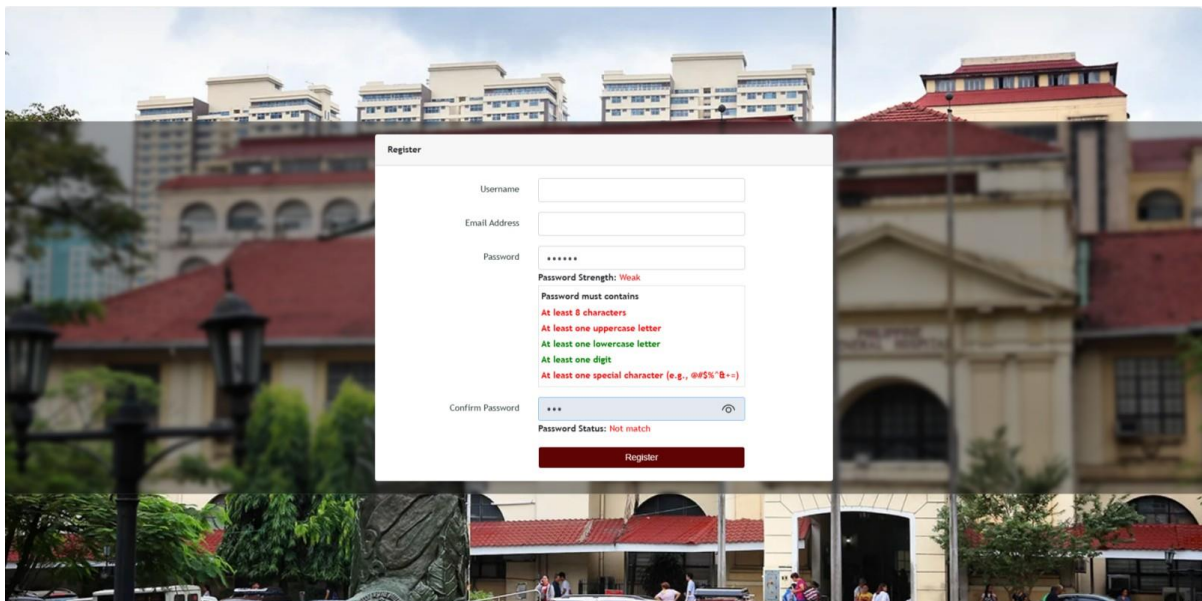 Register
Username
Email Address
Password
Password Strength: Weak
Password must contains
At least 8 characters
At least one uppercase letter
At least one lowercase letter
At least one digit
At least one special character (e.g., @#$%^&+=)
Confirm Password
Password Status: Not match
Register